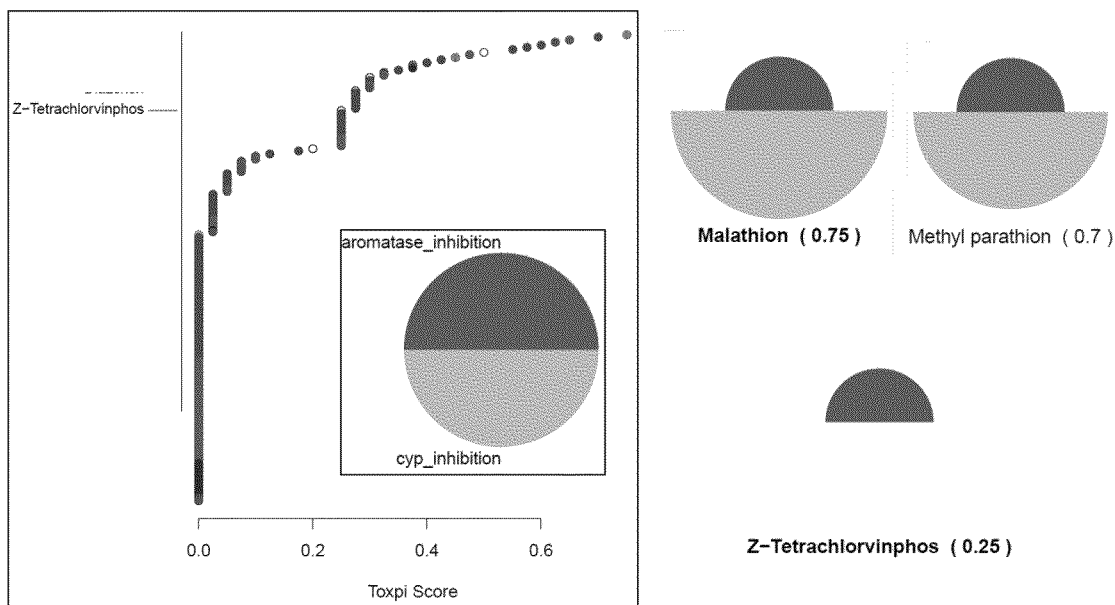 Z−Tetrachlorvinphos
aromatase_inhibition
cyp_inhibition
0.0 0.2 0.4 0.6
Toxpi Score
Malathion ( 0.75 )
Methyl parathion ( 0.7 )
Z−Tetrachlorvinphos ( 0.25 )